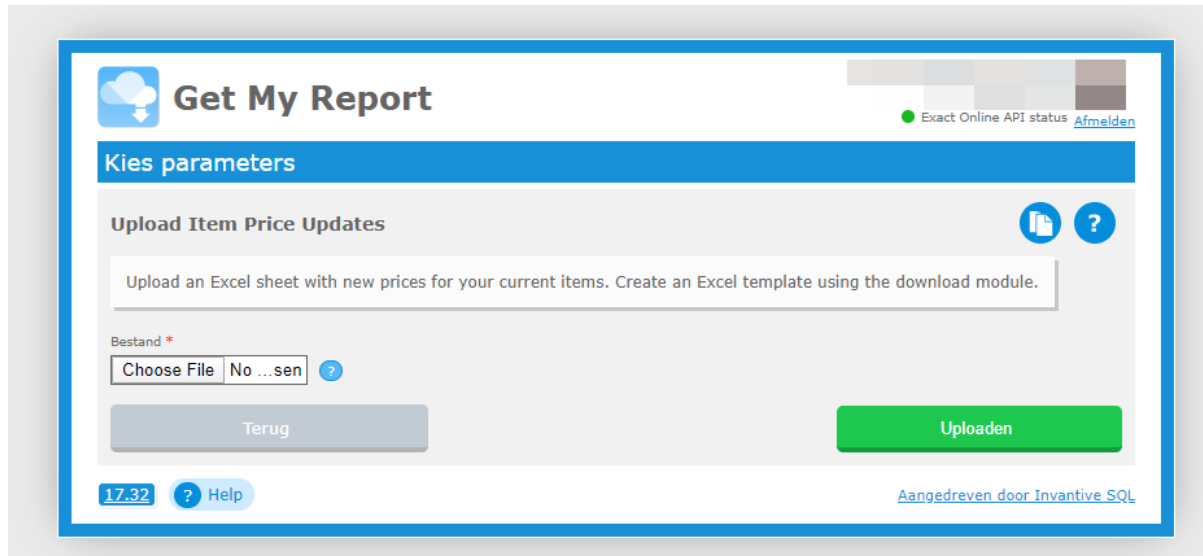 Get My Report
Exact Online API status Afmelden
Kies parameters
Upload Item Price Updates
?
Upload an Excel sheet with new prices for your current items. Create an Excel template using the download module.
Bestand *
Choose File No ...sen ?
Terug Uploaden
17.32 ? Help Aangedreven door Invantive SQL